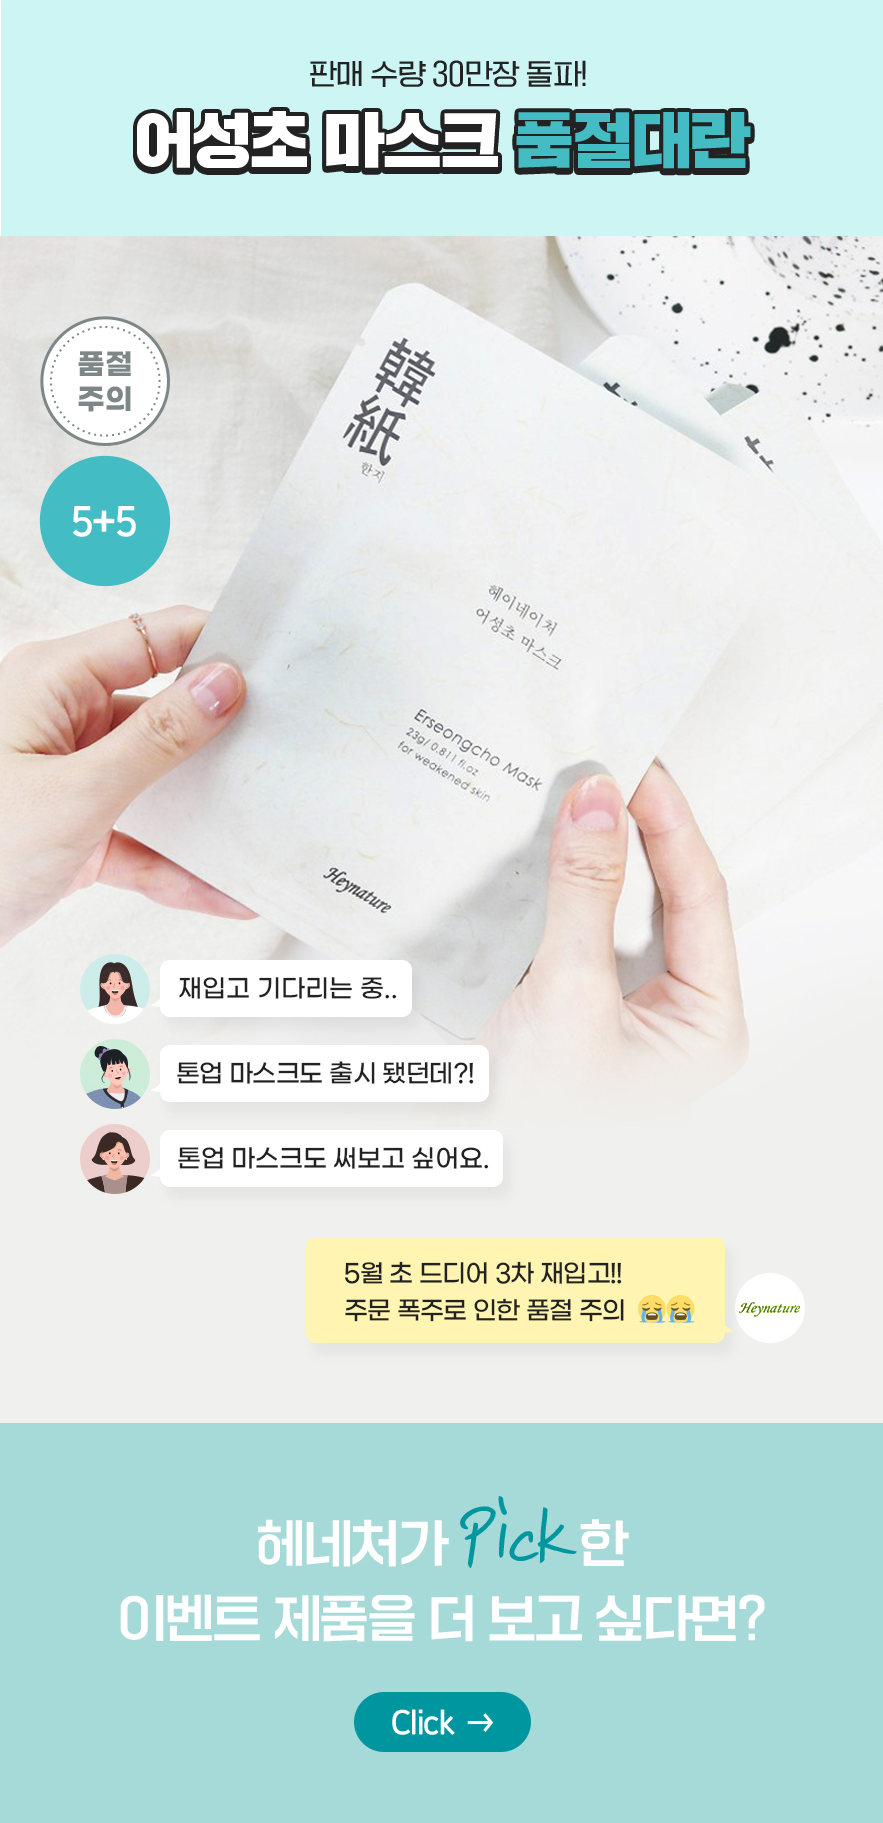 판매 수량 30만장 돌파!
어성초 마스크 품절대란
품절
주의
5+5
韓
紙
한지
헤이네이처
어성초 마스크
Erseongcho Mask
23g/ 0.811 fl.oz
for weakened skin
Heynature
재입고 기다리는 중..
톤업 마스크도 출시 됐던데?!
톤업 마스크도 써보고 싶어요.
5월 초 드디어 3차 재입고!!
주문 폭주로 인한 품절 주의 😭😭
Heynature
헤네처가 Pick 한
이벤트 제품을 더 보고 싶다면?
Click →